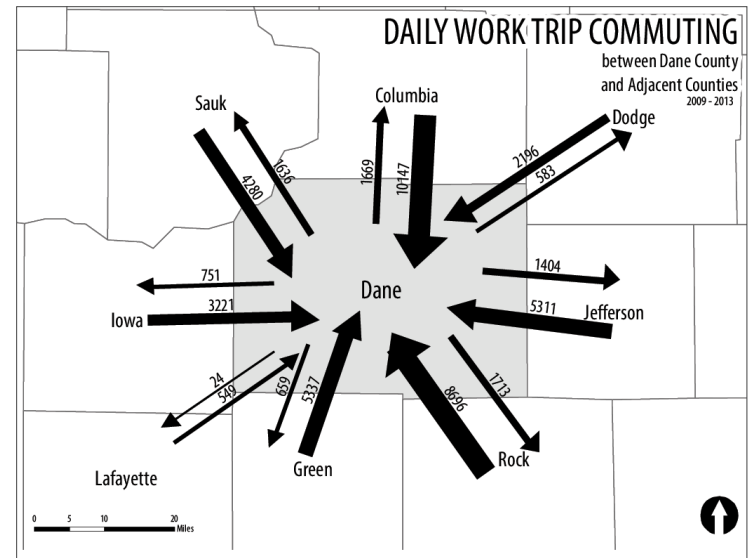 DAILY WORK TRIP COMMUTING
between Dane County
and Adjacent Counties
2009 - 2013
Sauk
Columbia
Dodge
1636
4280
1669
10147
2196
583
751
3221
Iowa
Dane
1404
5311
Jefferson
24
549
659
5337
8696
1713
Lafayette
Green
Rock
0 5 10 20
Miles